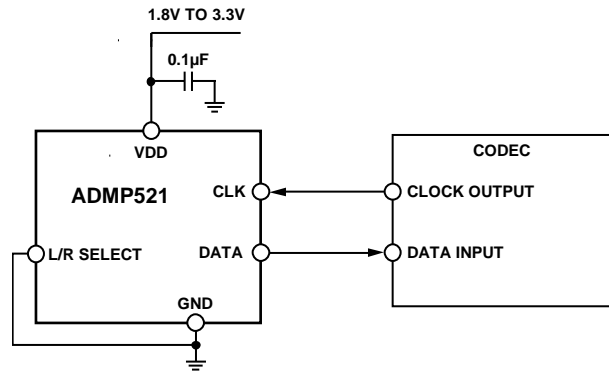 1.8V TO 3.3V
0.1µF
VDD
CODEC
ADMP521
CLK
CLOCK OUTPUT
L/R SELECT
DATA
DATA INPUT
GND